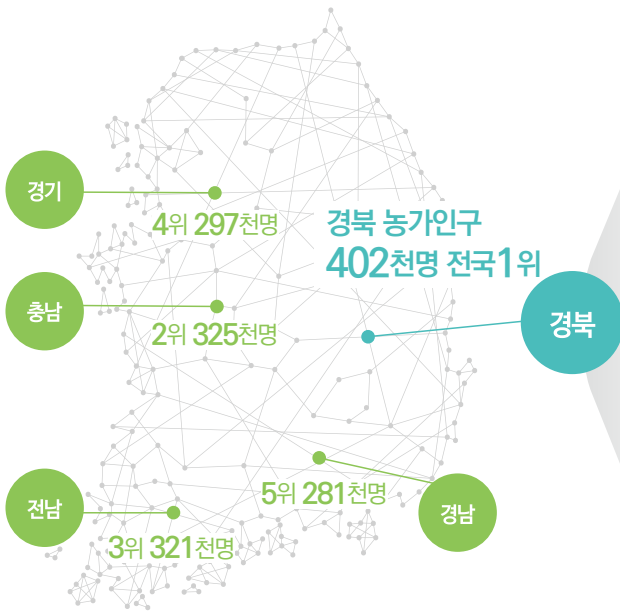 경기
4위 297천명
경북 농가인구
402천명 전국1위
충남
2위 325천명
경북
전남
3위 321천명
5위 281천명
경남